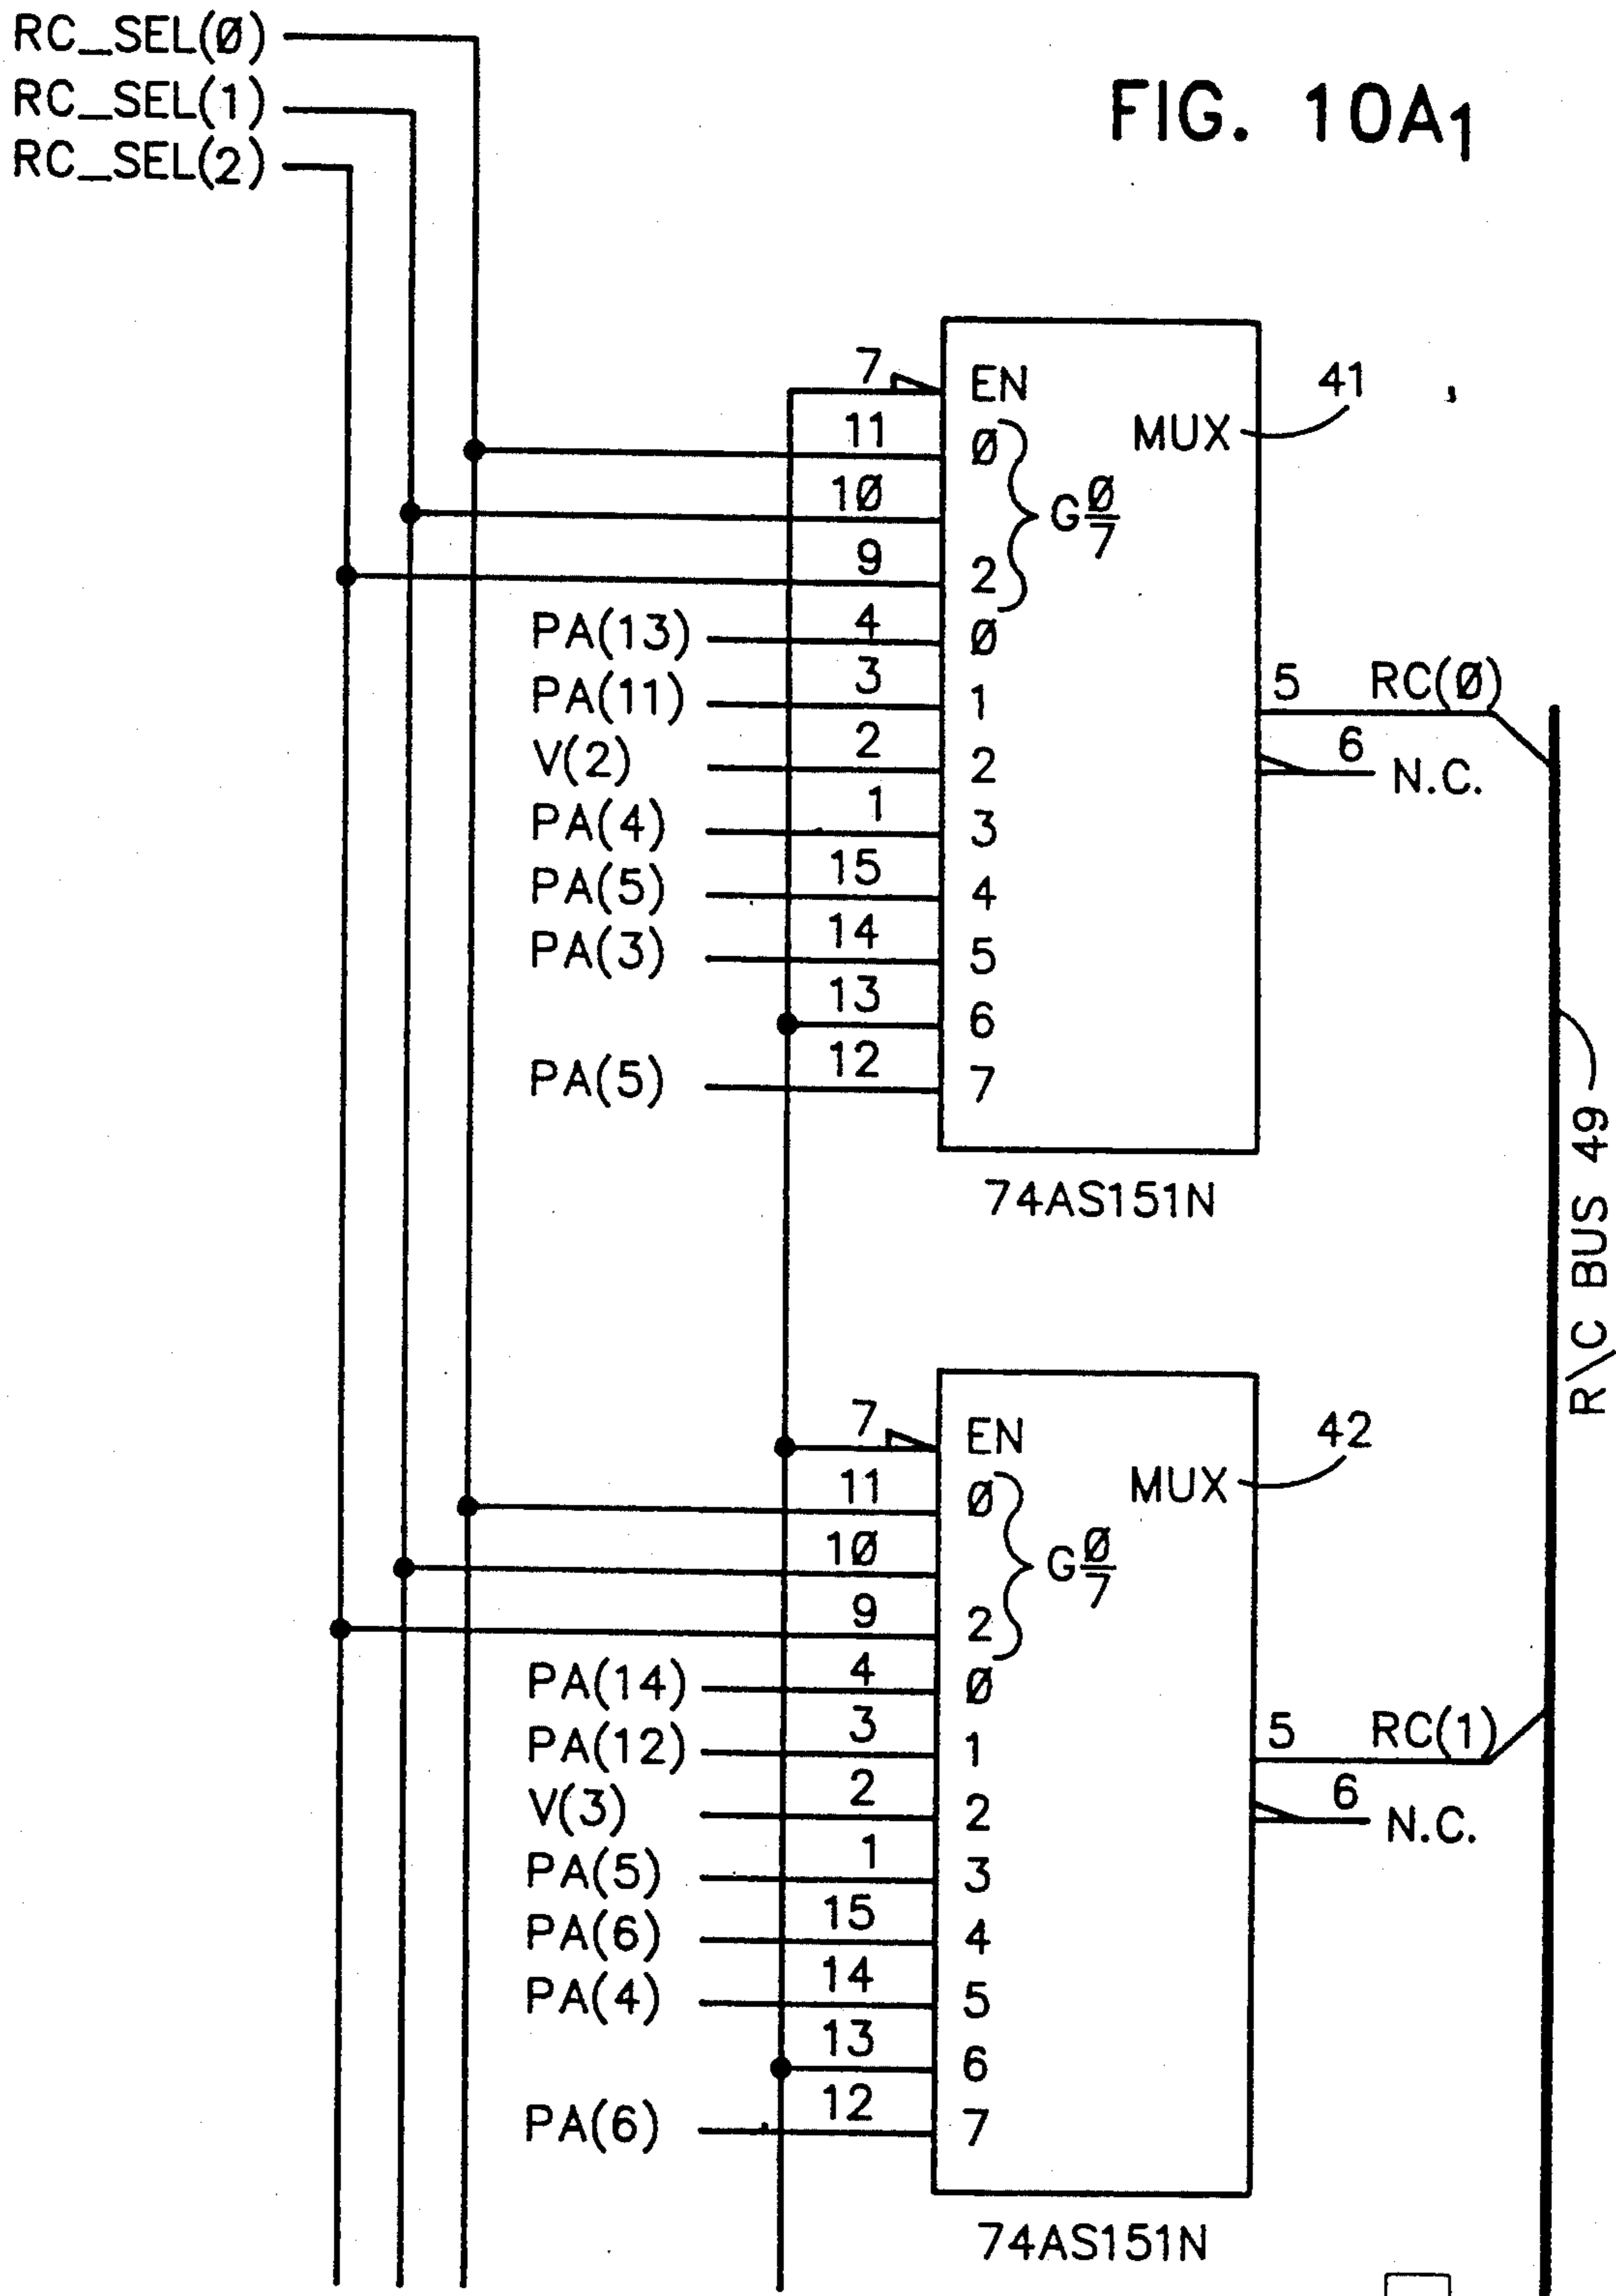 RC_SEL(Ø)
RC_SEL(1)
RC_SEL(2)
FIG. 10A1
7 EN
MUX 41
11 Ø
10 G Ø/7
9 2
PA(13) 4 Ø
PA(11) 3 1
V(2) 2 2
PA(4) 1 3
PA(5) 15 4
PA(3) 14 5
13 6
PA(5) 12 7
5 RC(Ø)
6 N.C.
74AS151N
R\C BUS 49
7 EN
MUX 42
11 Ø
1Ø G Ø/7
9 2
PA(14) 4 Ø
PA(12) 3 1
V(3) 2 2
PA(5) 1 3
PA(6) 15 4
PA(4) 14 5
13 6
PA(6) 12 7
5 RC(1)
6 N.C.
74AS151N